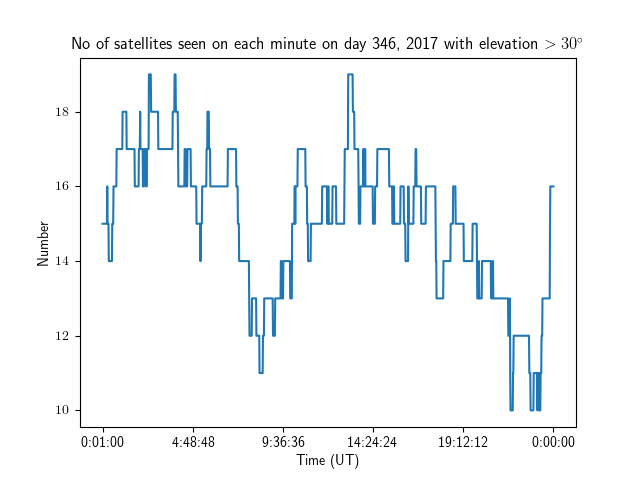 No of satellites seen on each minute on day 346, 2017 with elevation > 30°
Number
18
16
14
12
10
0:01:00 4:48:48 9:36:36 14:24:24 19:12:12 0:00:00
Time (UT)